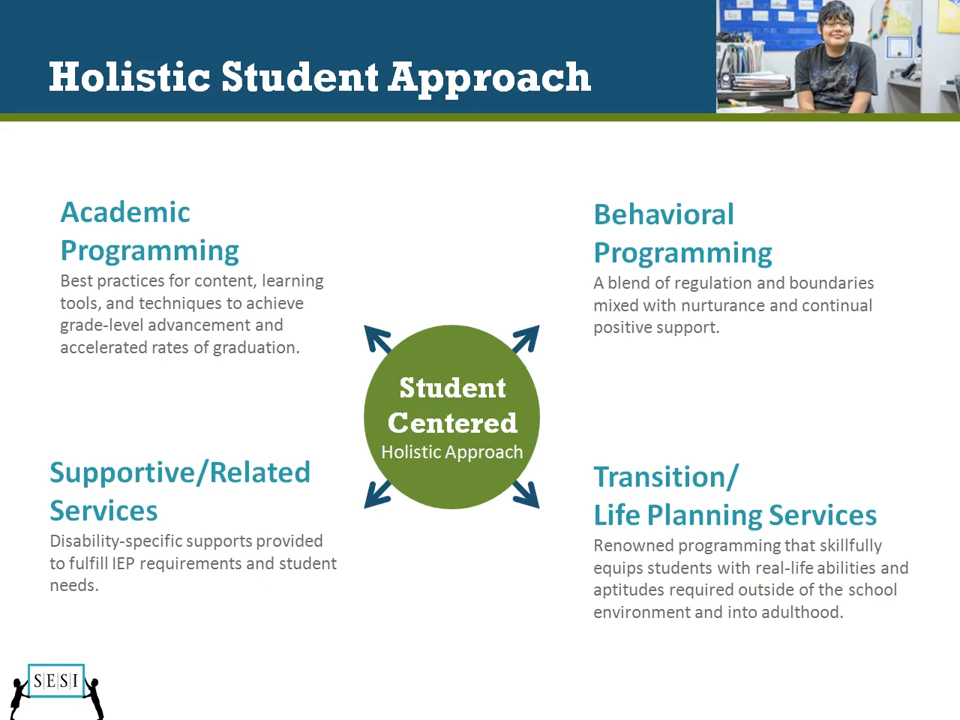 Holistic Student Approach
Academic
Programming
Best practices for content, learning
tools, and techniques to achieve
grade-level advancement and
accelerated rates of graduation.
Behavioral
Programming
A blend of regulation and boundaries
mixed with nurturance and continual
positive support.
Student
Centered
Holistic Approach
Supportive/Related
Services
Disability-specific supports provided
to fulfill IEP requirements and student
needs.
Transition/
Life Planning Services
Renowned programming that skillfully
equips students with real-life abilities and
aptitudes required outside of the school
environment and into adulthood.
S|E|S|I